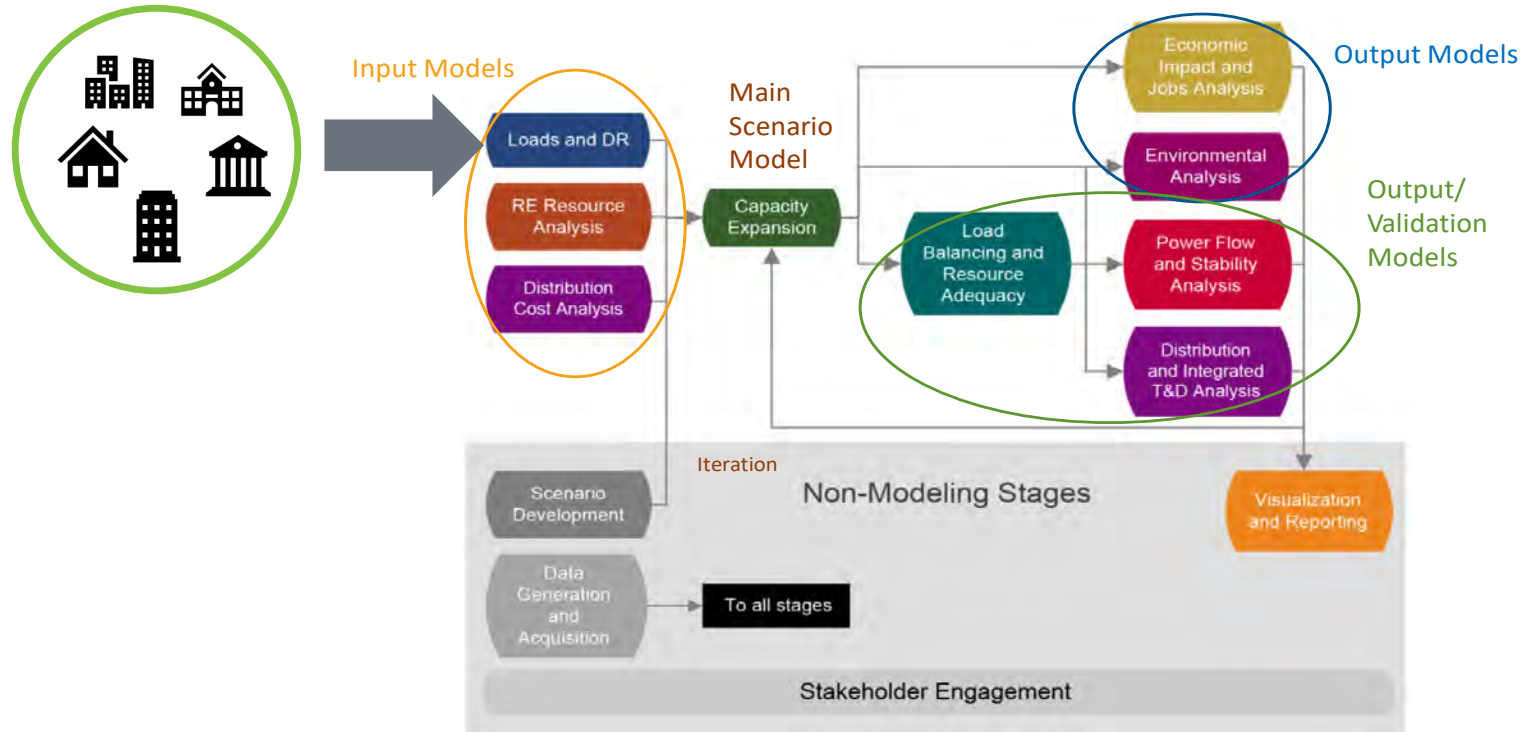 Input Models
Loads and DR
RE Resource
Analysis
Distribution
Cost Analysis
Main
Scenario
Model
Capacity
Expansion
Economic
Impact and
Jobs Analysis
Output Models
Environmental
Analysis
Output/
Validation
Models
Load
Balancing and
Resource
Adequacy
Power Flow
and Stability
Analysis
Distribution
and Integrated
T&D Analysis
Iteration
Non-Modeling Stages
Scenario
Development
Visualization
and Reporting
Data
Generation
and
Acquisition
To all stages
Stakeholder Engagement